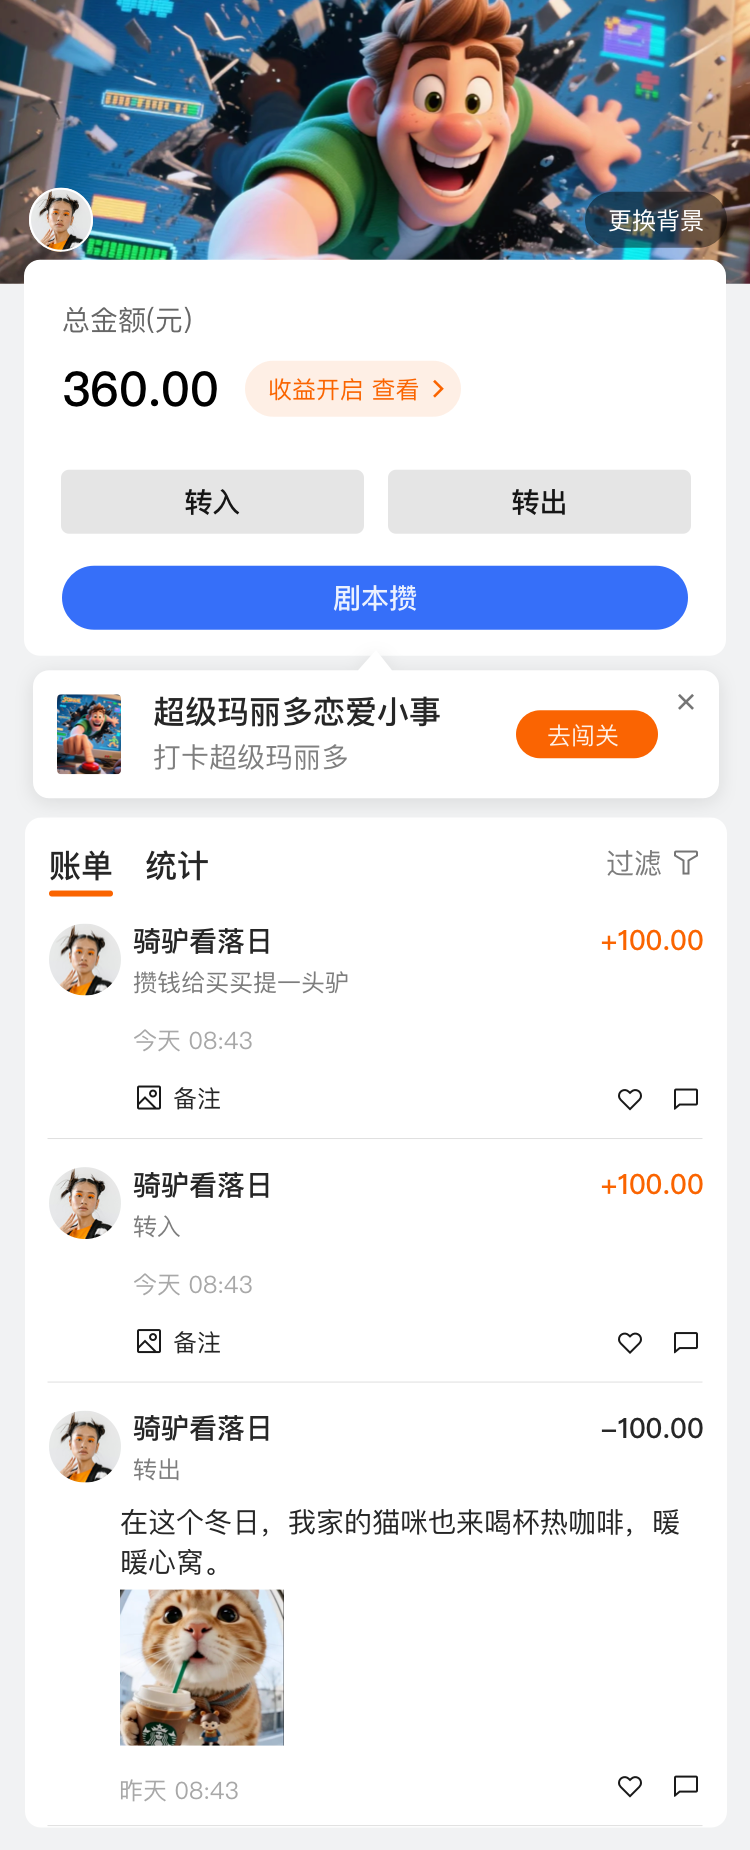 更换背景
总金额(元)
360.00
收益开启 查看
转入
转出
剧本攒
超级玛丽多恋爱小事
打卡超级玛丽多
去闯关
账单
统计
过滤
骑驴看落日
+100.00
攒钱给买买提一头驴
今天 08:43
备注
骑驴看落日
+100.00
转入
今天 08:43
备注
骑驴看落日
–100.00
转出
在这个冬日，我家的猫咪也来喝杯热咖啡，暖
暖心窝。
昨天 08:43